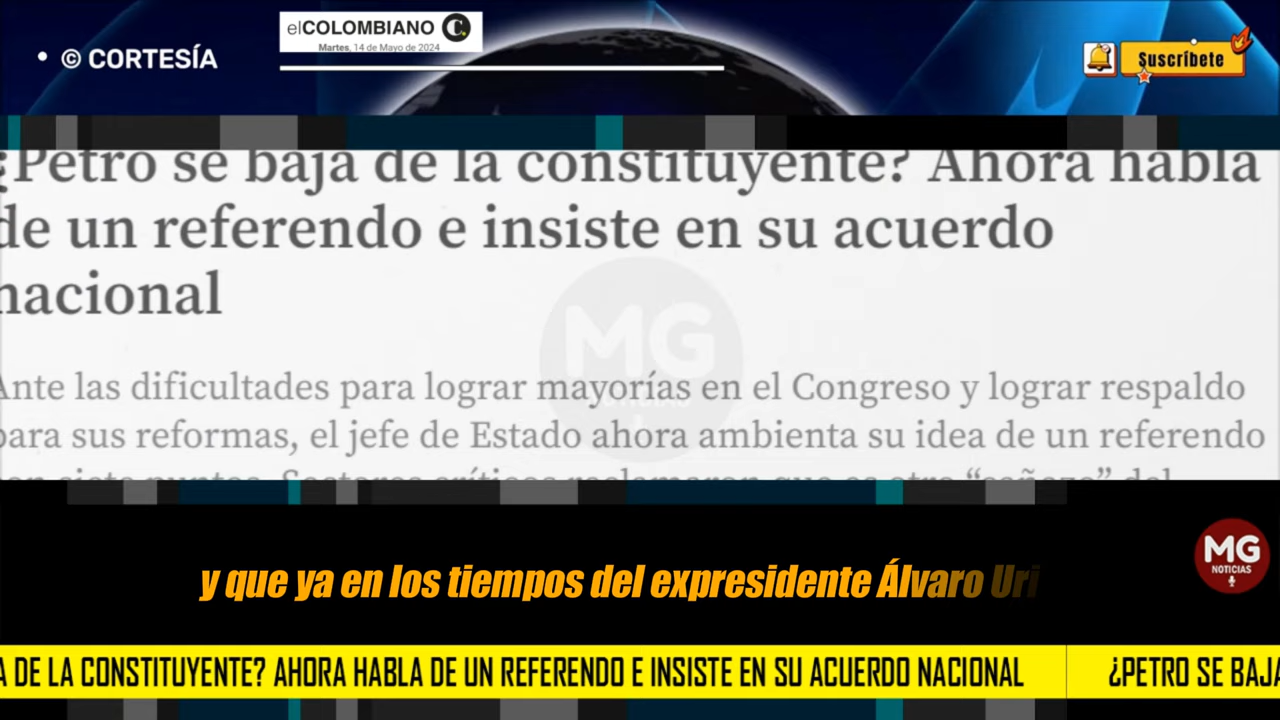 © CORTESÍA
elCOLOMBIANO
Martes, 14 de Mayo de 2024
Suscríbete
¿Petro se baja de la constituyente? Ahora habla
de un referendo e insiste en su acuerdo
nacional
Ante las dificultades para lograr mayorías en el Congreso y lograr respaldo
para sus reformas, el jefe de Estado ahora ambienta su idea de un referendo
MG
y que ya en los tiempos del expresidente Álvaro Uri
MG
NOTICIAS
A DE LA CONSTITUYENTE? AHORA HABLA DE UN REFERENDO E INSISTE EN SU ACUERDO NACIONAL
¿PETRO SE BAJA